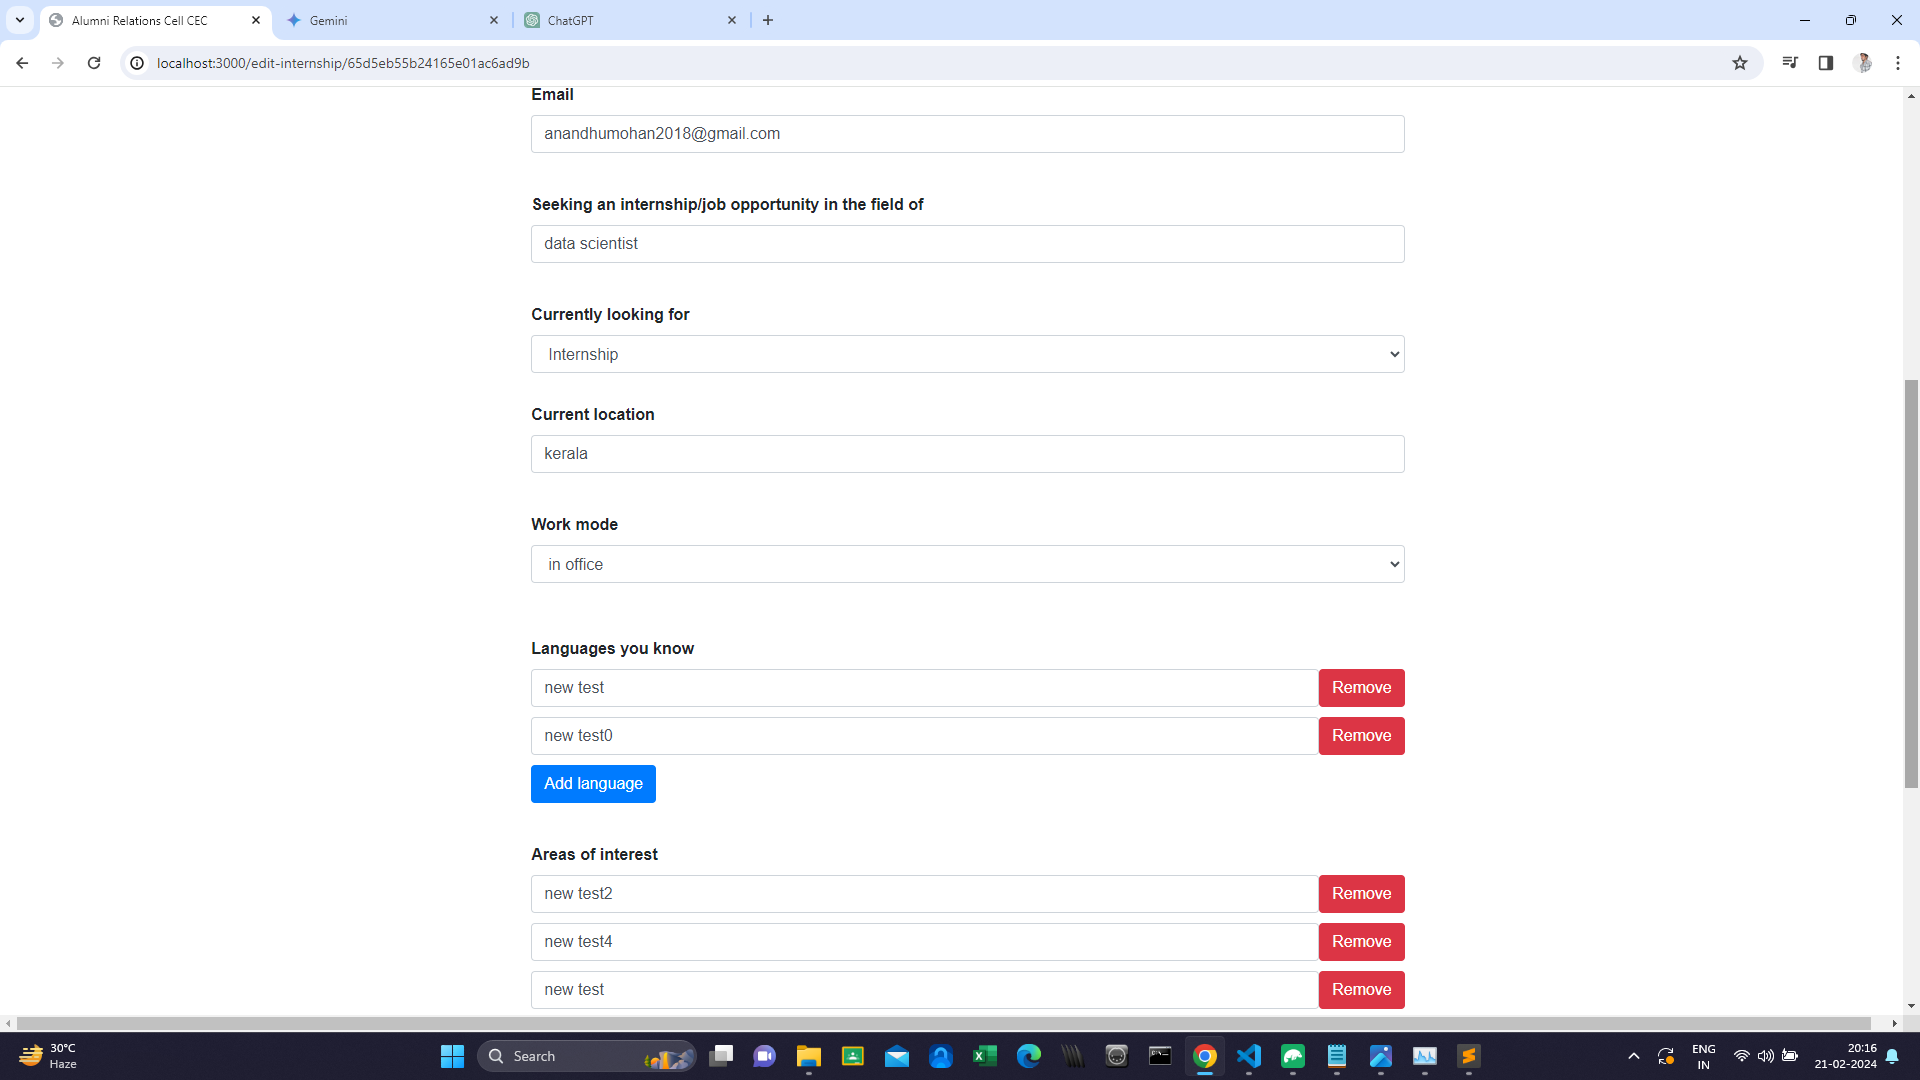 Alumni Relations Cell CEC
Gemini
ChatGPT
localhost:3000/edit-internship/65d5eb55b24165e01ac6ad9b
Email
anandhumohan2018@gmail.com
Seeking an internship/job opportunity in the field of
data scientist
Currently looking for
Internship
Current location
kerala
Work mode
in office
Languages you know
new test
Remove
new test0
Remove
Add language
Areas of interest
new test2
Remove
new test4
Remove
new test
Remove
30°C
Haze
Search
ENG
IN
20:16
21-02-2024